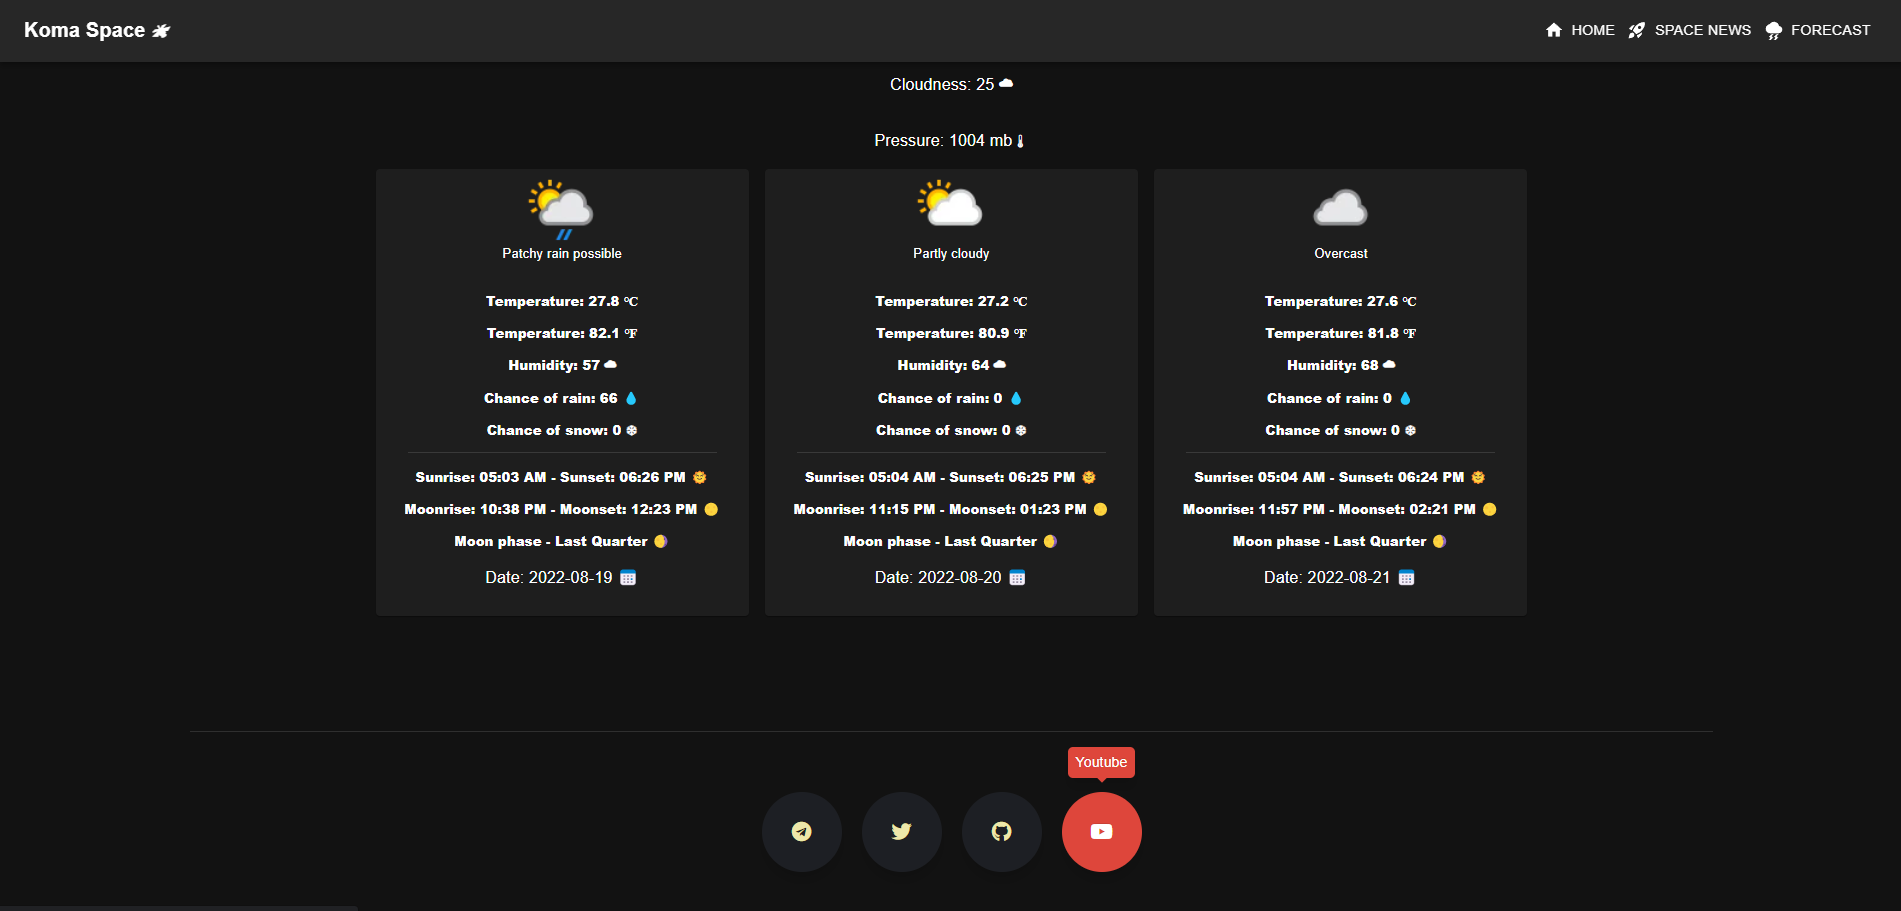 Koma Space
HOME SPACE NEWS FORECAST
Cloudness: 25
Pressure: 1004 mb
Patchy rain possible
Temperature: 27.8 °C
Temperature: 82.1 °F
Humidity: 57
Chance of rain: 66
Chance of snow: 0
Sunrise: 05:03 AM - Sunset: 06:26 PM
Moonrise: 10:38 PM - Moonset: 12:23 PM
Moon phase - Last Quarter
Date: 2022-08-19
Partly cloudy
Temperature: 27.2 °C
Temperature: 80.9 °F
Humidity: 64
Chance of rain: 0
Chance of snow: 0
Sunrise: 05:04 AM - Sunset: 06:25 PM
Moonrise: 11:15 PM - Moonset: 01:23 PM
Moon phase - Last Quarter
Date: 2022-08-20
Overcast
Temperature: 27.6 °C
Temperature: 81.8 °F
Humidity: 68
Chance of rain: 0
Chance of snow: 0
Sunrise: 05:04 AM - Sunset: 06:24 PM
Moonrise: 11:57 PM - Moonset: 02:21 PM
Moon phase - Last Quarter
Date: 2022-08-21
Youtube